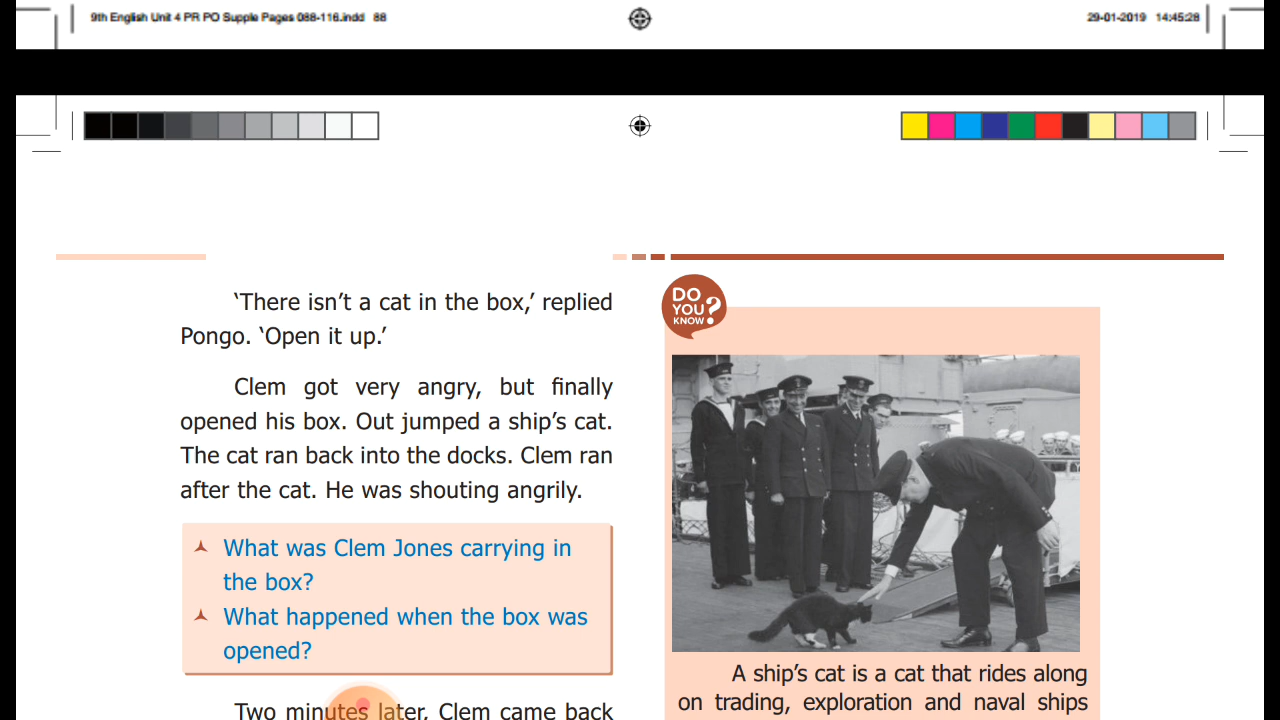 9th English Unit 4 PR PO Supple Pages 088-116.indd 88
29-01-2019 14:45:28
‘There isn’t a cat in the box,’ replied
Pongo. ‘Open it up.’
Clem got very angry, but finally
opened his box. Out jumped a ship’s cat.
The cat ran back into the docks. Clem ran
after the cat. He was shouting angrily.
What was Clem Jones carrying in
the box?
What happened when the box was
opened?
Two minutes later, Clem came back
DO
YOU
KNOW?
A ship’s cat is a cat that rides along
on trading, exploration and naval ships